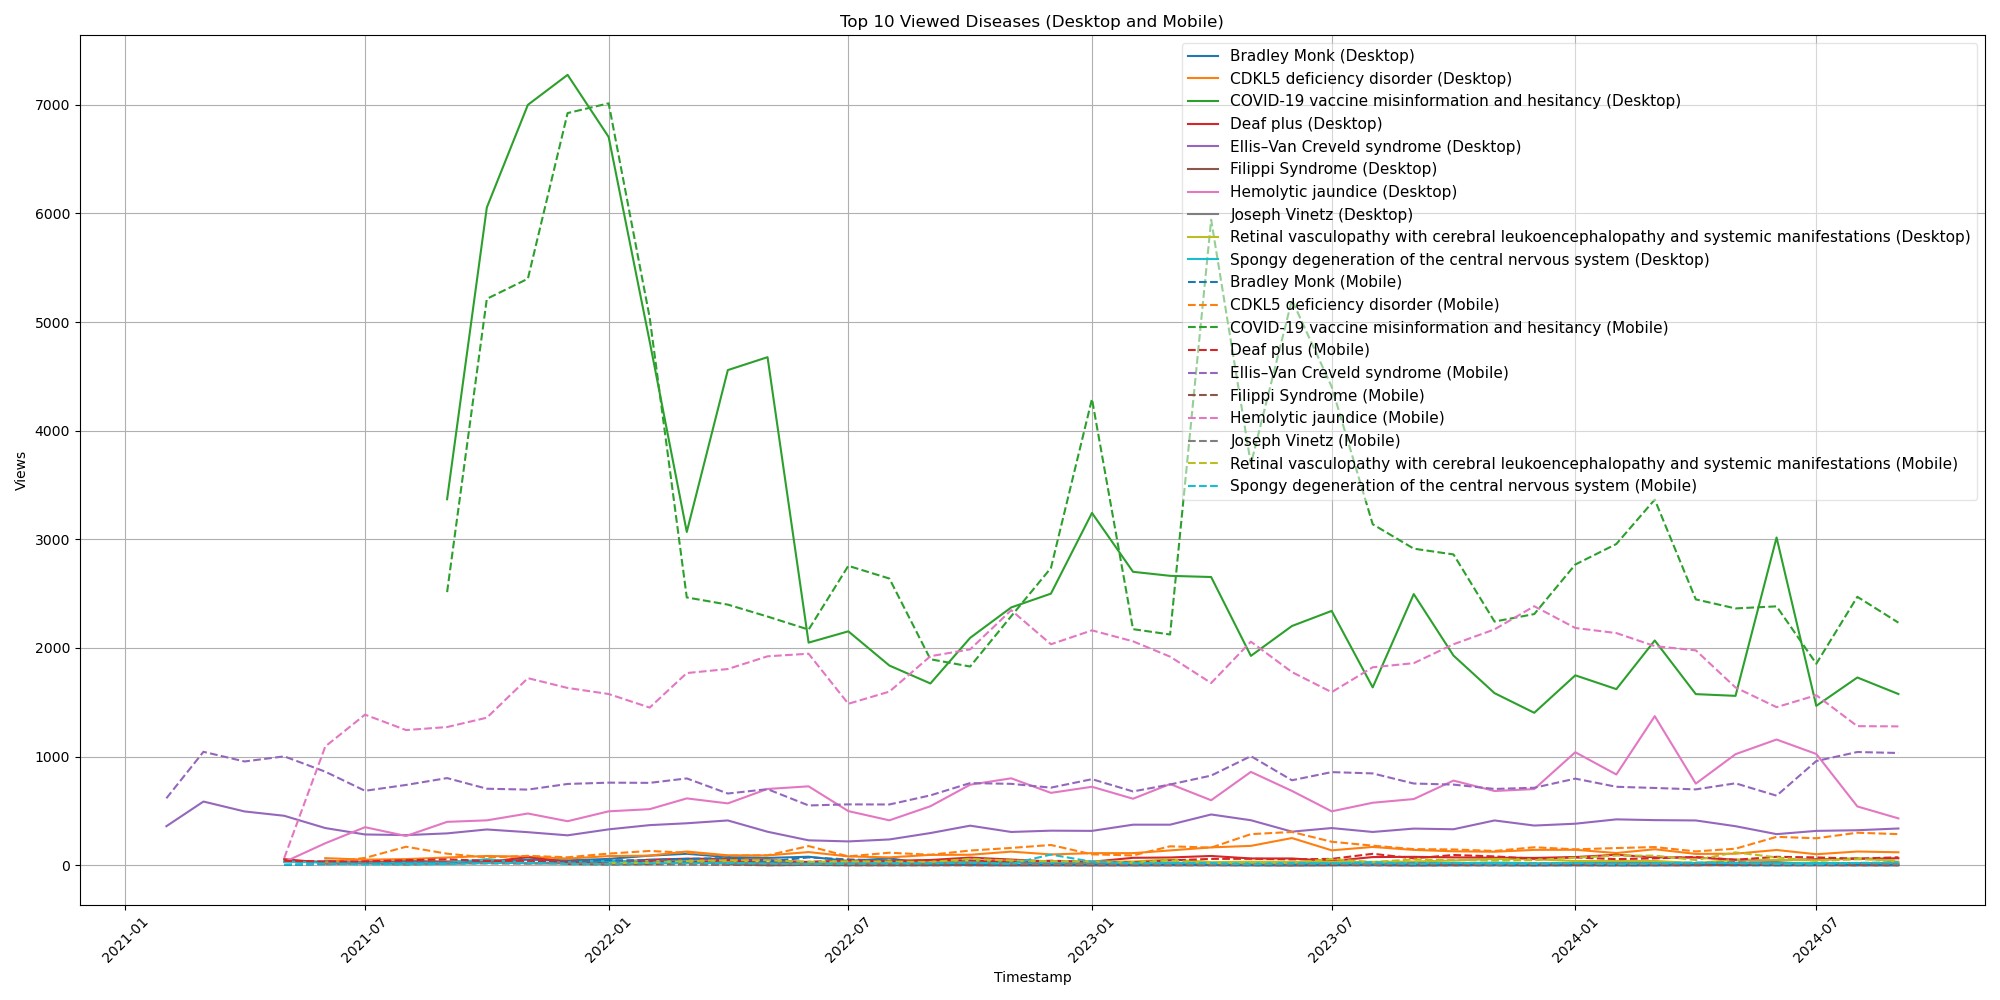 Top 10 Viewed Diseases (Desktop and Mobile)
Bradley Monk (Desktop)
CDKL5 deficiency disorder (Desktop)
COVID-19 vaccine misinformation and hesitancy (Desktop)
Deaf plus (Desktop)
Ellis–Van Creveld syndrome (Desktop)
Filippi Syndrome (Desktop)
Hemolytic jaundice (Desktop)
Joseph Vinetz (Desktop)
Retinal vasculopathy with cerebral leukoencephalopathy and systemic manifestations (Desktop)
Spongy degeneration of the central nervous system (Desktop)
Bradley Monk (Mobile)
CDKL5 deficiency disorder (Mobile)
COVID-19 vaccine misinformation and hesitancy (Mobile)
Deaf plus (Mobile)
Ellis–Van Creveld syndrome (Mobile)
Filippi Syndrome (Mobile)
Hemolytic jaundice (Mobile)
Joseph Vinetz (Mobile)
Retinal vasculopathy with cerebral leukoencephalopathy and systemic manifestations (Mobile)
Spongy degeneration of the central nervous system (Mobile)
Views
7000
6000
5000
4000
3000
2000
1000
0
2021-01
2021-07
2022-01
2022-07
2023-01
2023-07
2024-01
2024-07
Timestamp